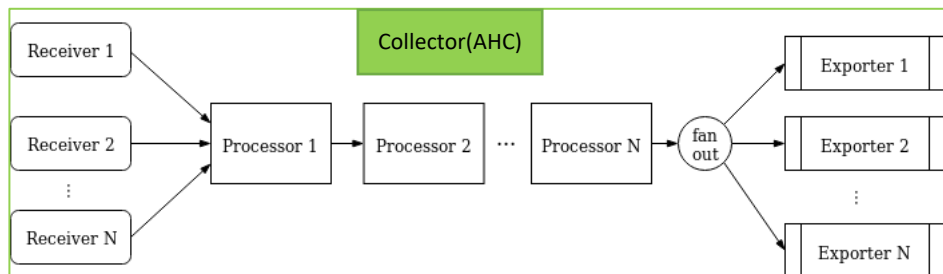 Collector(AHC)
Receiver 1
Receiver 2
⋮
Receiver N
Processor 1
Processor 2
...
Processor N
fan
out
Exporter 1
Exporter 2
⋮
Exporter N